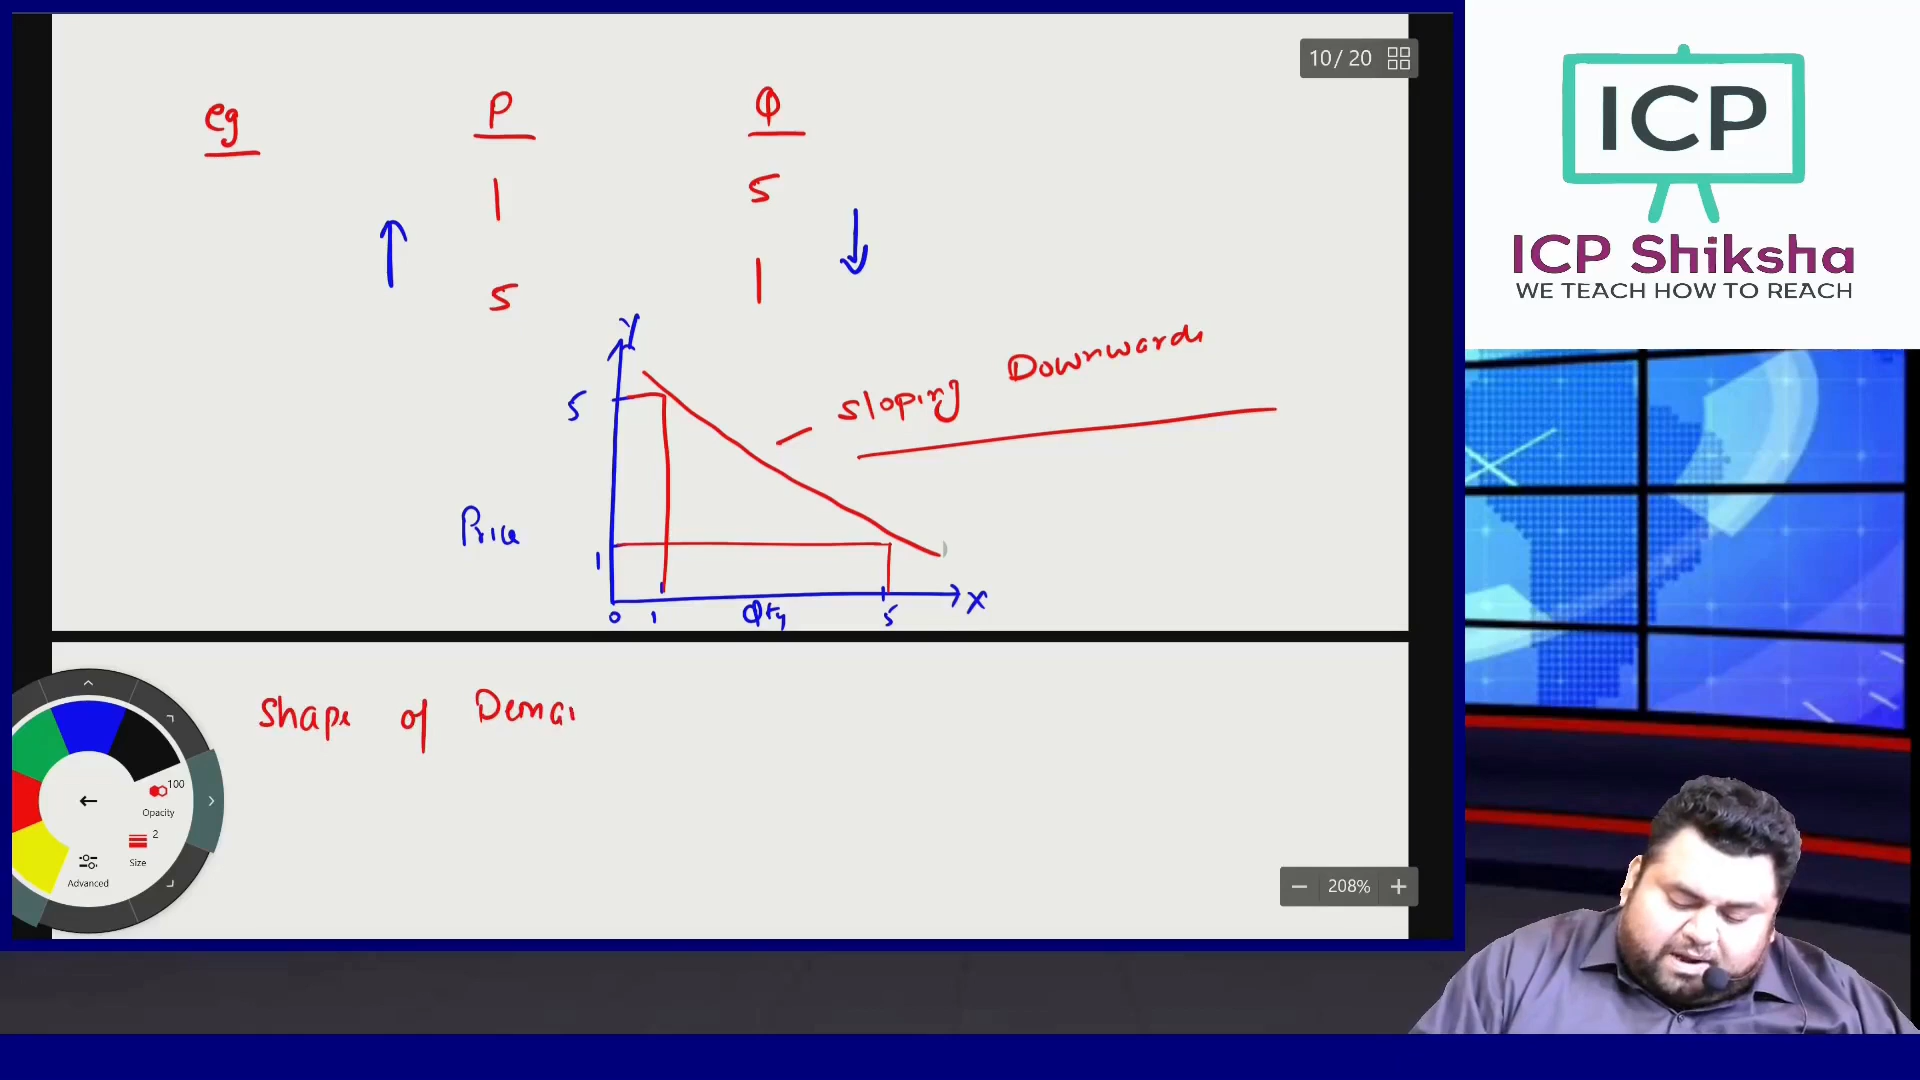 10 / 20
eg P Q
1 5
5 1
Y
Sloping Downwards
5
Price
1
0 1 Qty 5 X
Shape of Deman
100
Opacity
2
Size
Advanced
208%
ICP
ICP Shiksha
WE TEACH HOW TO REACH